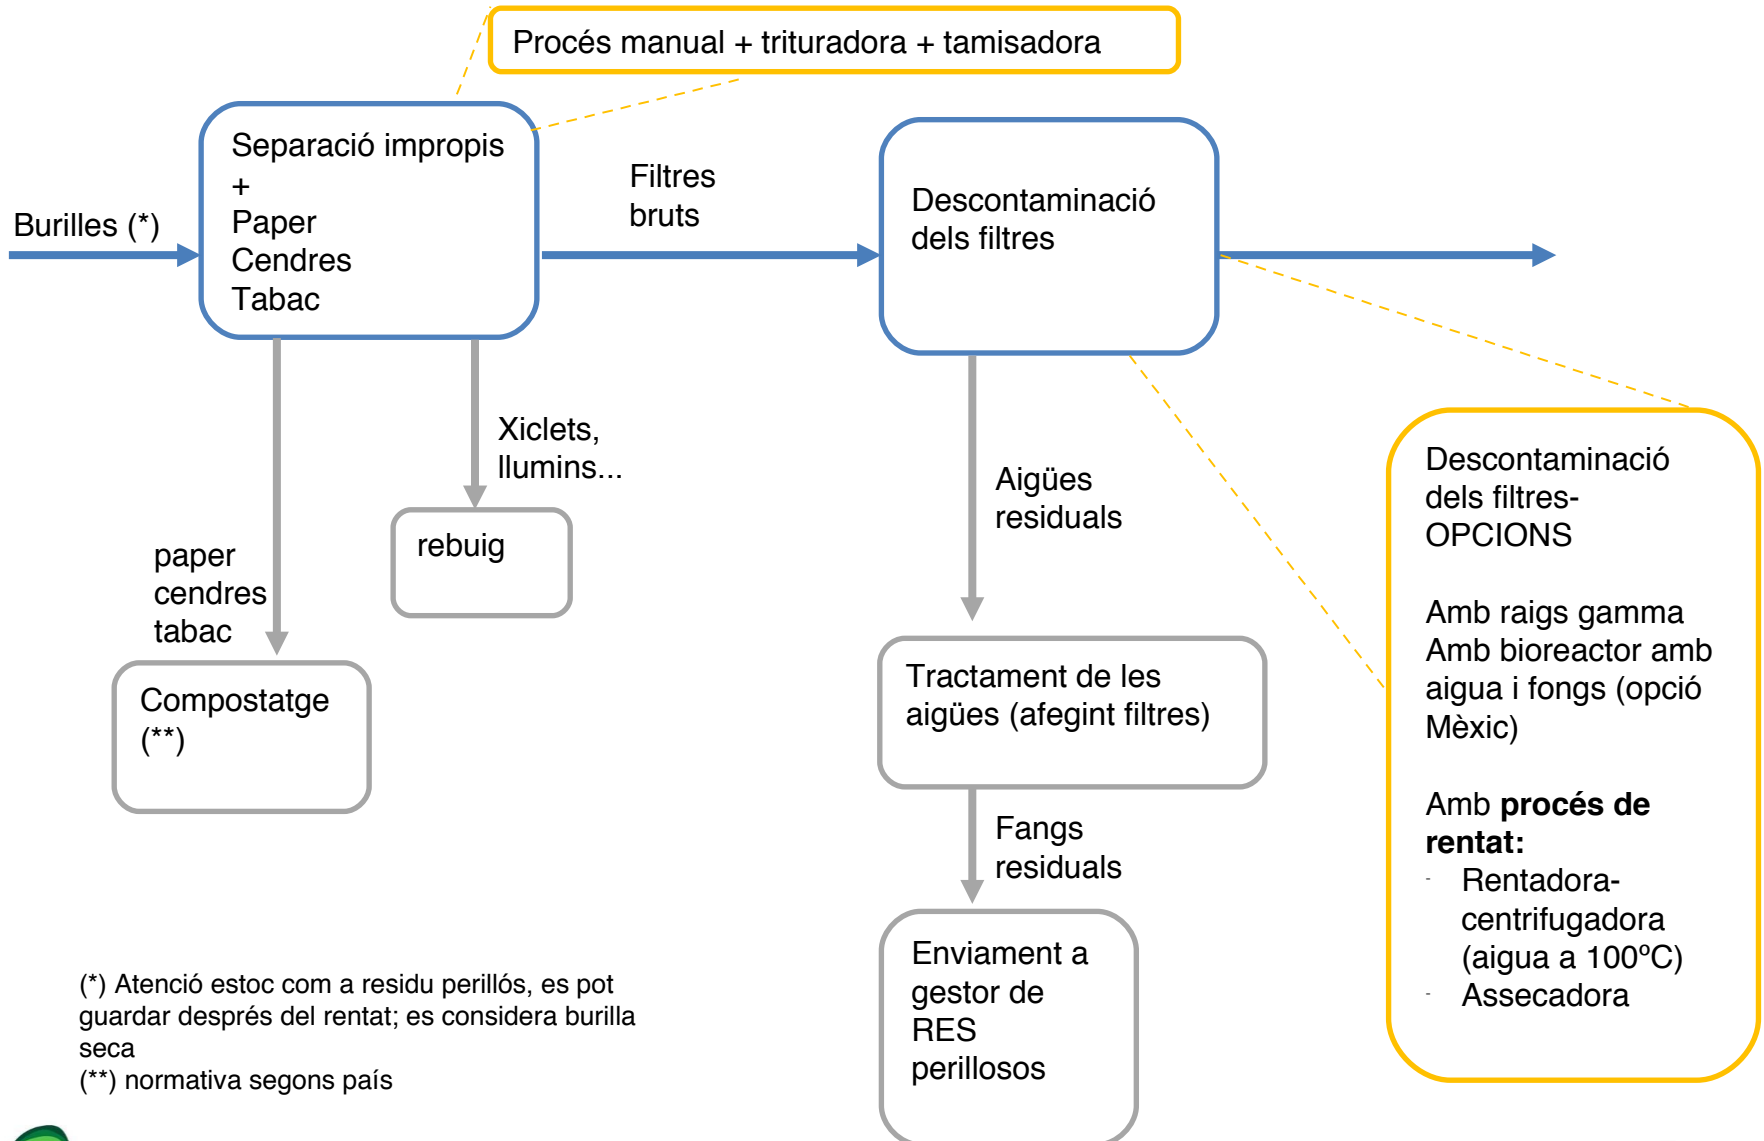 Procés manual + trituradora + tamisadora
Separació impropis
+
Paper
Cendres
Tabac
Burilles (*)
Filtres
bruts
Descontaminació
dels filtres
Xiclets,
llumins...
rebuig
paper
cendres
tabac
Compostatge
(**)
Aigües
residuals
Tractament de les
aigües (afegint filtres)
Fangs
residuals
Enviament a
gestor de
RES
perillosos
Descontaminació
dels filtres-
OPCIONS
Amb raigs gamma
Amb bioreactor amb
aigua i fongs (opció
Mèxic)
Amb procés de
rentat:
- Rentadora-
centrifugadora
(aigua a 100ºC)
- Assecadora
(*) Atenció estoc com a residu perillós, es pot
guardar després del rentat; es considera burilla
seca
(**) normativa segons país